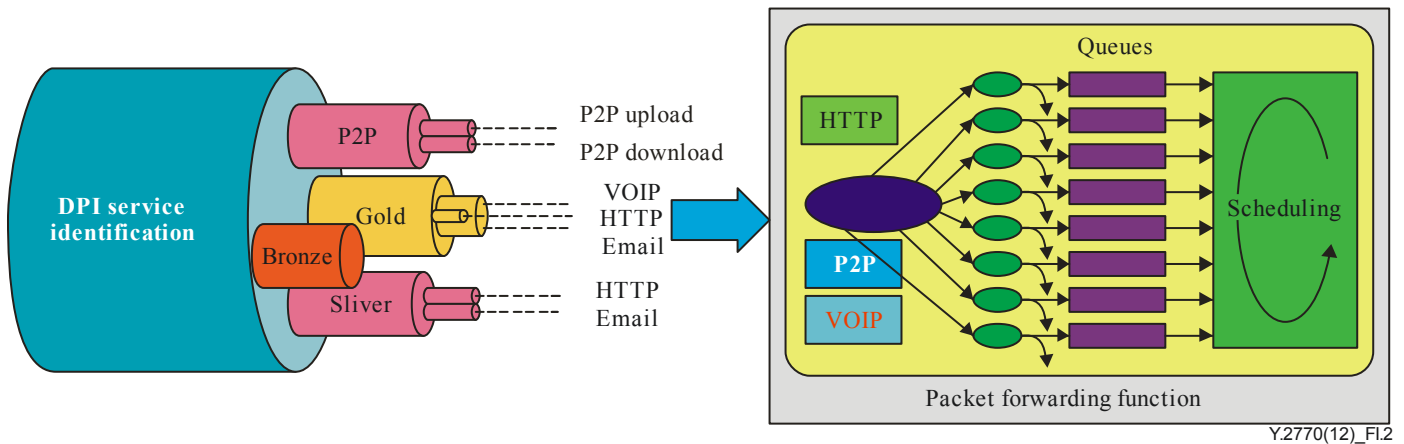 DPI service
identification
P2P
Gold
Bronze
Sliver
P2P upload
P2P download
VOIP
HTTP
Email
HTTP
Email
Queues
HTTP
P2P
VOIP
Scheduling
Packet forwarding function
Y.2770(12)_FI.2